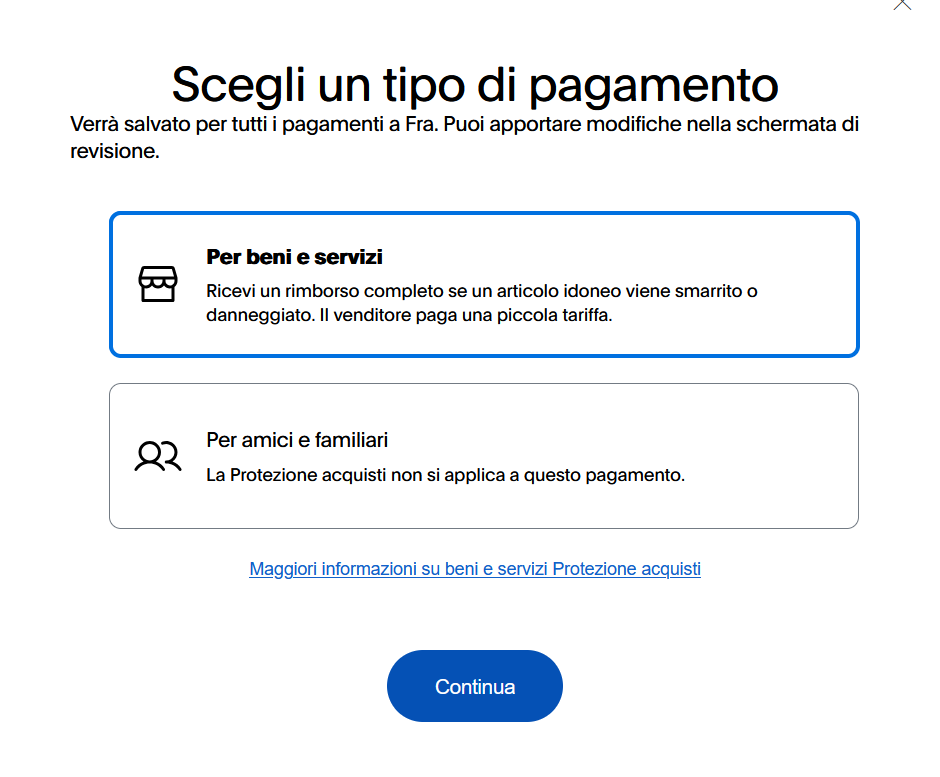 Scegli un tipo di pagamento
Verrà salvato per tutti i pagamenti a Fra. Puoi apportare modifiche nella schermata di
revisione.
Per beni e servizi
Ricevi un rimborso completo se un articolo idoneo viene smarrito o
danneggiato. Il venditore paga una piccola tariffa.
Per amici e familiari
La Protezione acquisti non si applica a questo pagamento.
Maggiori informazioni su beni e servizi Protezione acquisti
Continua